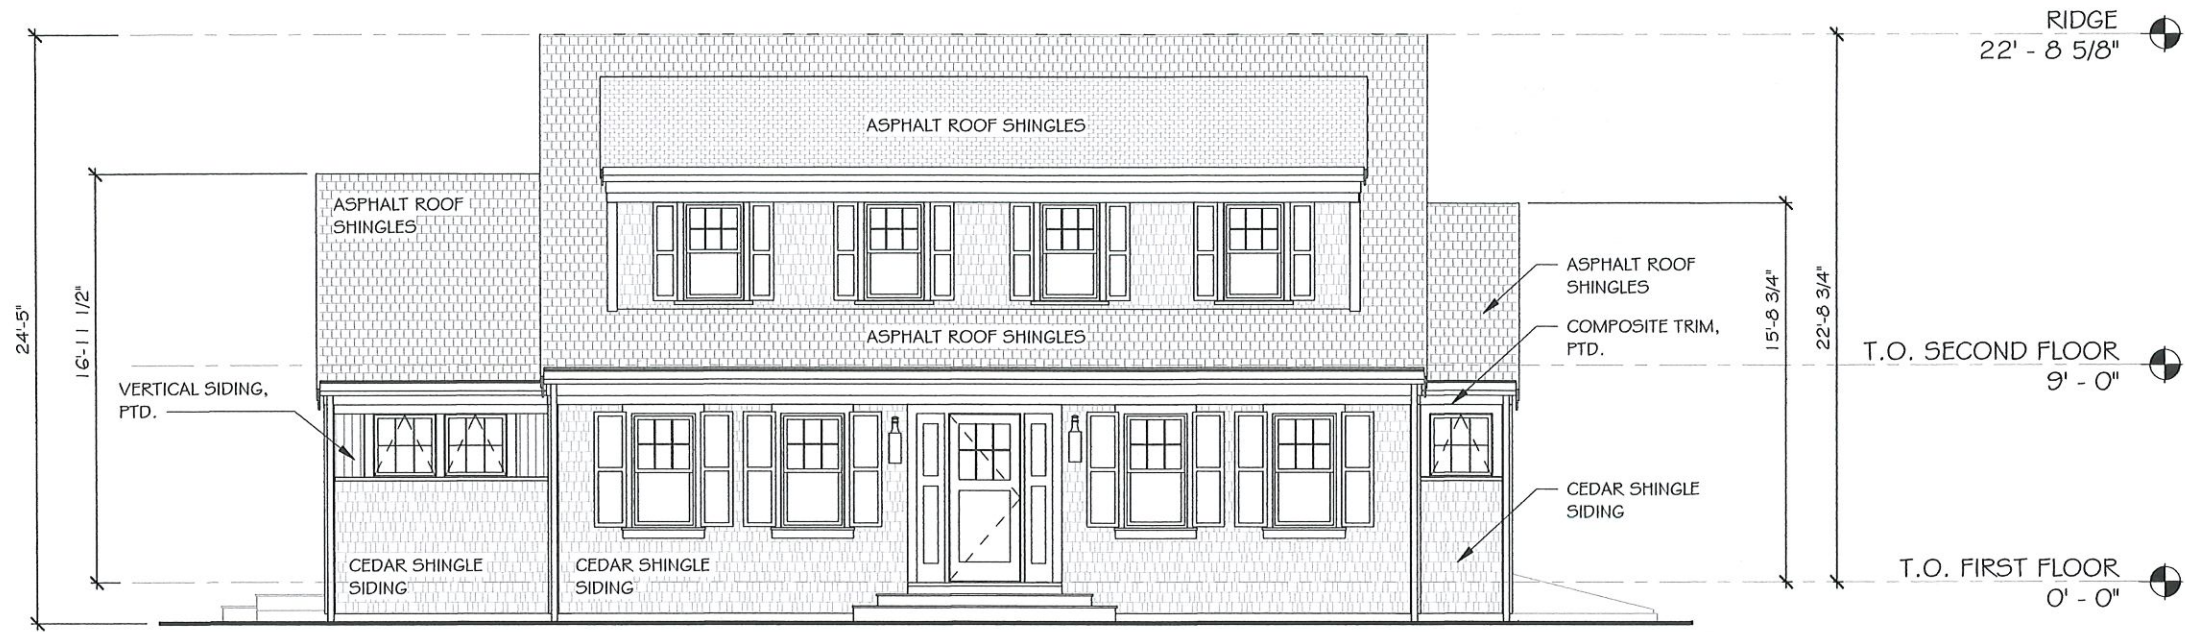 RIDGE
22' - 8 5/8"
ASPHALT ROOF SHINGLES
ASPHALT ROOF
SHINGLES
ASPHALT ROOF
SHINGLES
24'-5"
16'-11 1/2"
15'-8 3/4"
22'-8 3/4"
ASPHALT ROOF SHINGLES
COMPOSITE TRIM,
PTD.
T.O. SECOND FLOOR
9' - 0"
VERTICAL SIDING,
PTD.
CEDAR SHINGLE
SIDING
CEDAR SHINGLE
SIDING
CEDAR SHINGLE
SIDING
T.O. FIRST FLOOR
0' - 0"